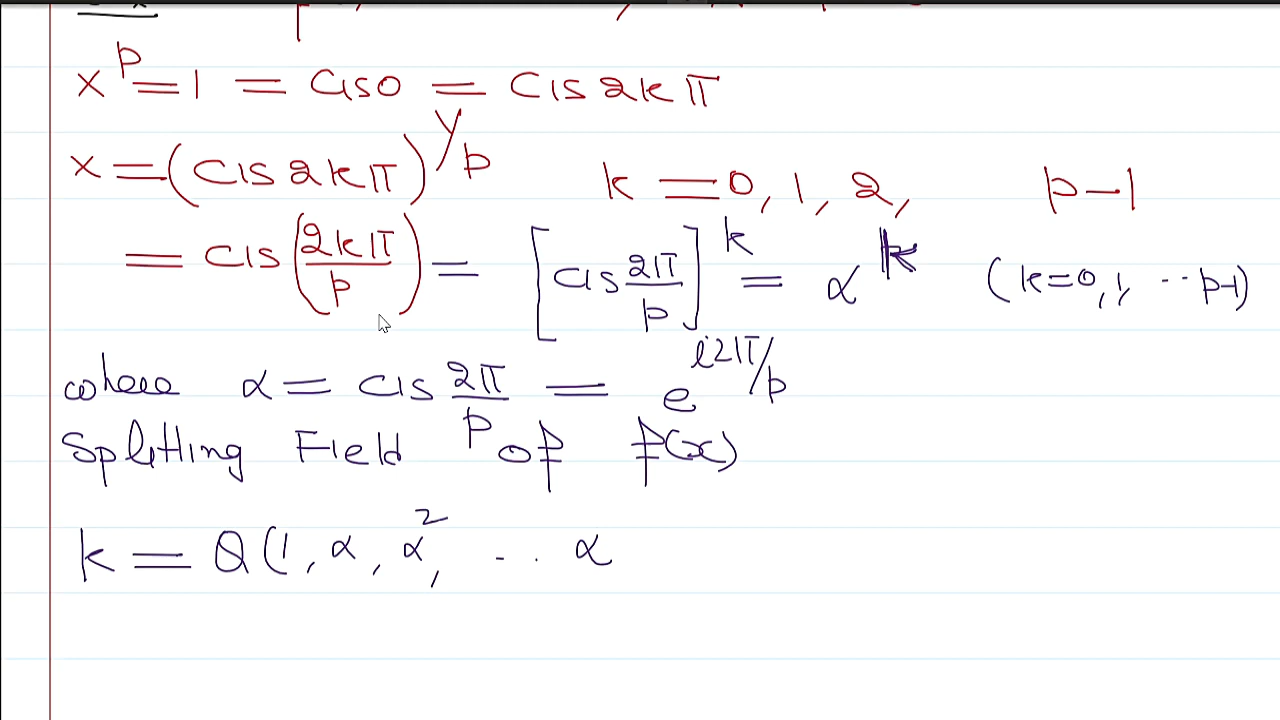 x^p = 1 = cis 0 = cis 2kπ
x = (cis 2kπ)^1/p k = 0, 1, 2, p-1
= cis (2kπ/p) = [cis 2π/p]^k = α^k (k=0, 1, ... p-1)
where α = cis 2π/p = e^i2π/p
Splitting Field of f(x)
k = Q(1, α, α^2, ... α